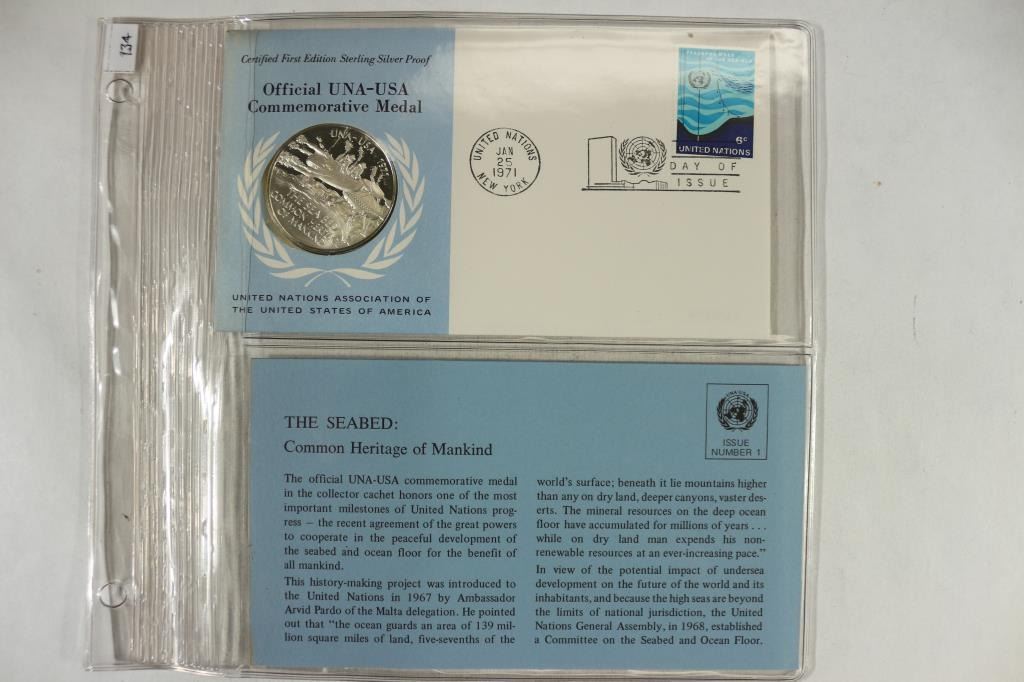 134
Certified First Edition Sterling Silver Proof
Official UNA-USA
Commemorative Medal
UNA-USA 1971
THE SEABED
COMMON HERITAGE
OF MANKIND
UNITED NATIONS ASSOCIATION OF
THE UNITED STATES OF AMERICA
UNITED NATIONS
JAN
25
1971
NEW YORK
6c
UNITED NATIONS
DAY OF
ISSUE
THE SEABED:
Common Heritage of Mankind
UNA-USA
ISSUE
NUMBER 1
The official UNA-USA commemorative medal
in the collector cachet honors one of the most
important milestones of United Nations prog-
ress – the recent agreement of the great powers
to cooperate in the peaceful development of
the seabed and ocean floor for the benefit of
all mankind.
This history-making project was introduced to
the United Nations in 1967 by Ambassador
Arvid Pardo of the Malta delegation. He pointed
out that "the ocean guards an area of 139 mil-
lion square miles of land, five-sevenths of the
world's surface; beneath it lie mountains higher
than any on dry land, deeper canyons, vaster des-
erts. The mineral resources on the deep ocean
floor have accumulated for millions of years . . .
while on dry land man expends his non-
renewable resources at an ever-increasing pace."
In view of the potential impact of undersea
development on the future of the world and its
inhabitants, and because the high seas are beyond
the limits of national jurisdiction, the United
Nations General Assembly, in 1968, established
a Committee on the Seabed and Ocean Floor.